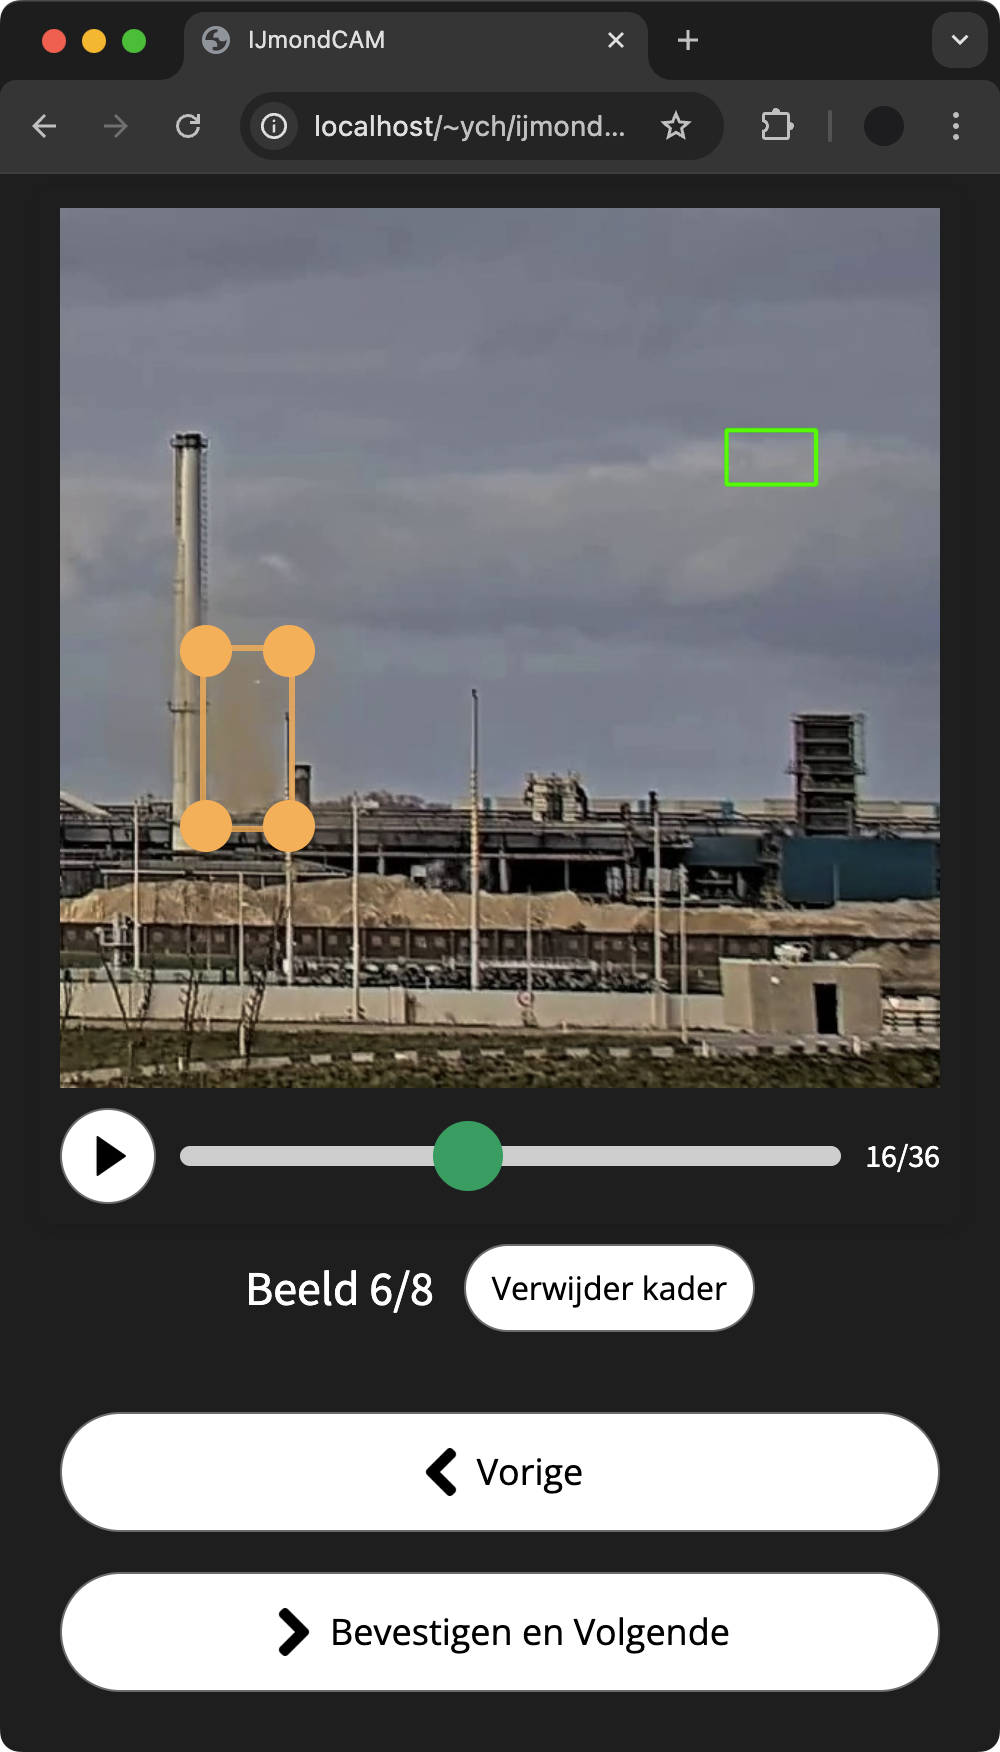 IJmondCAM
localhost/~ych/ijmond...
16/36
Beeld 6/8
Verwijder kader
Vorige
Bevestigen en Volgende